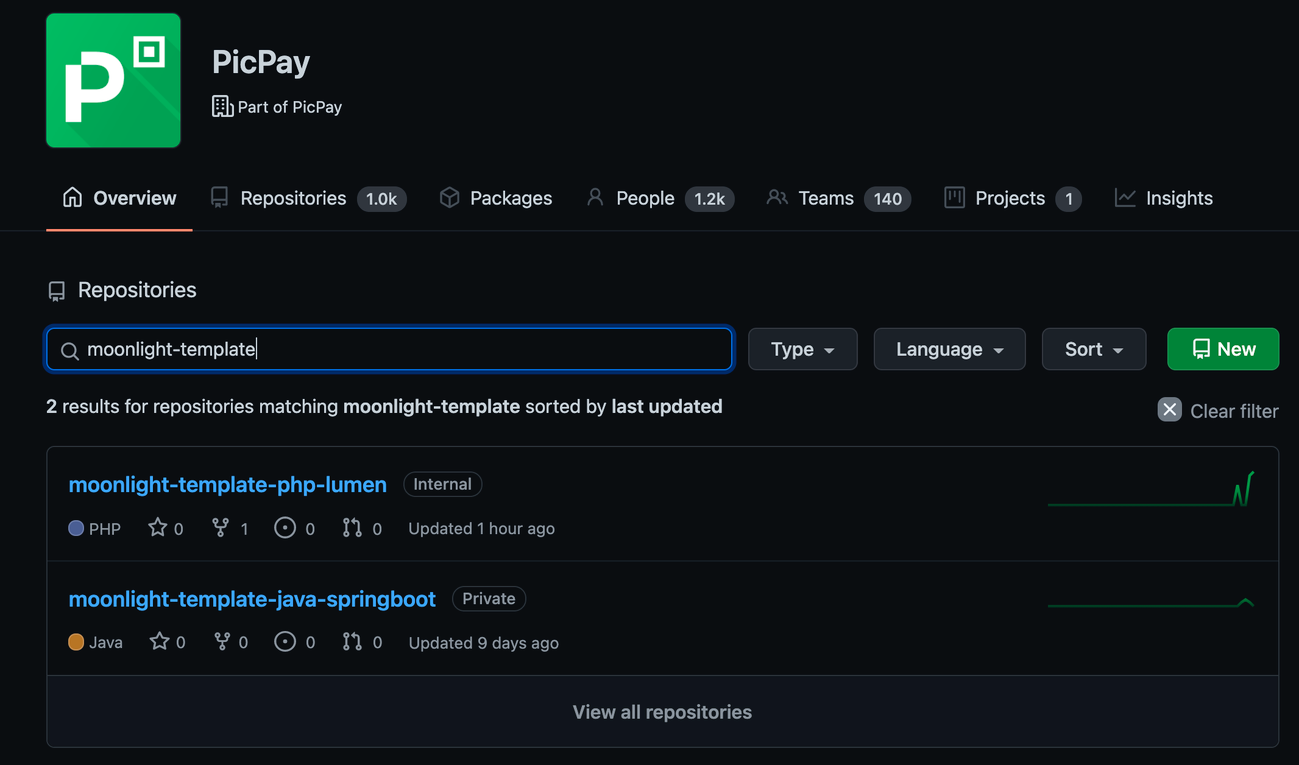 PicPay
Part of PicPay
Overview Repositories 1.0k Packages People 1.2k Teams 140 Projects 1 Insights
Repositories
moonlight-template Type Language Sort New
2 results for repositories matching moonlight-template sorted by last updated Clear filter
moonlight-template-php-lumen Internal
PHP 0 1 0 0 Updated 1 hour ago
moonlight-template-java-springboot Private
Java 0 0 0 0 Updated 9 days ago
View all repositories